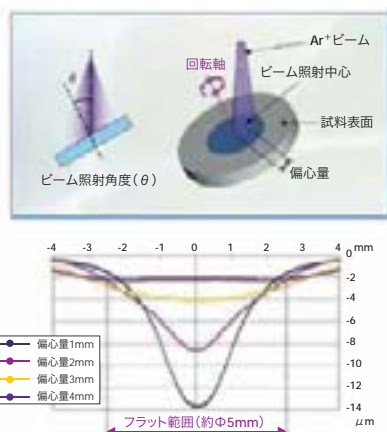 Ar⁺ビーム
回転軸
ビーム照射中心
θ
試料表面
偏心量
ビーム照射角度(θ)
-4 -3 -2 -1 0 1 2 3 4 mm
0
-2
-4
-6
-8
-10
-12
-14
μm
偏心量1mm
偏心量2mm
偏心量3mm
偏心量4mm
フラット範囲(約Φ5mm)